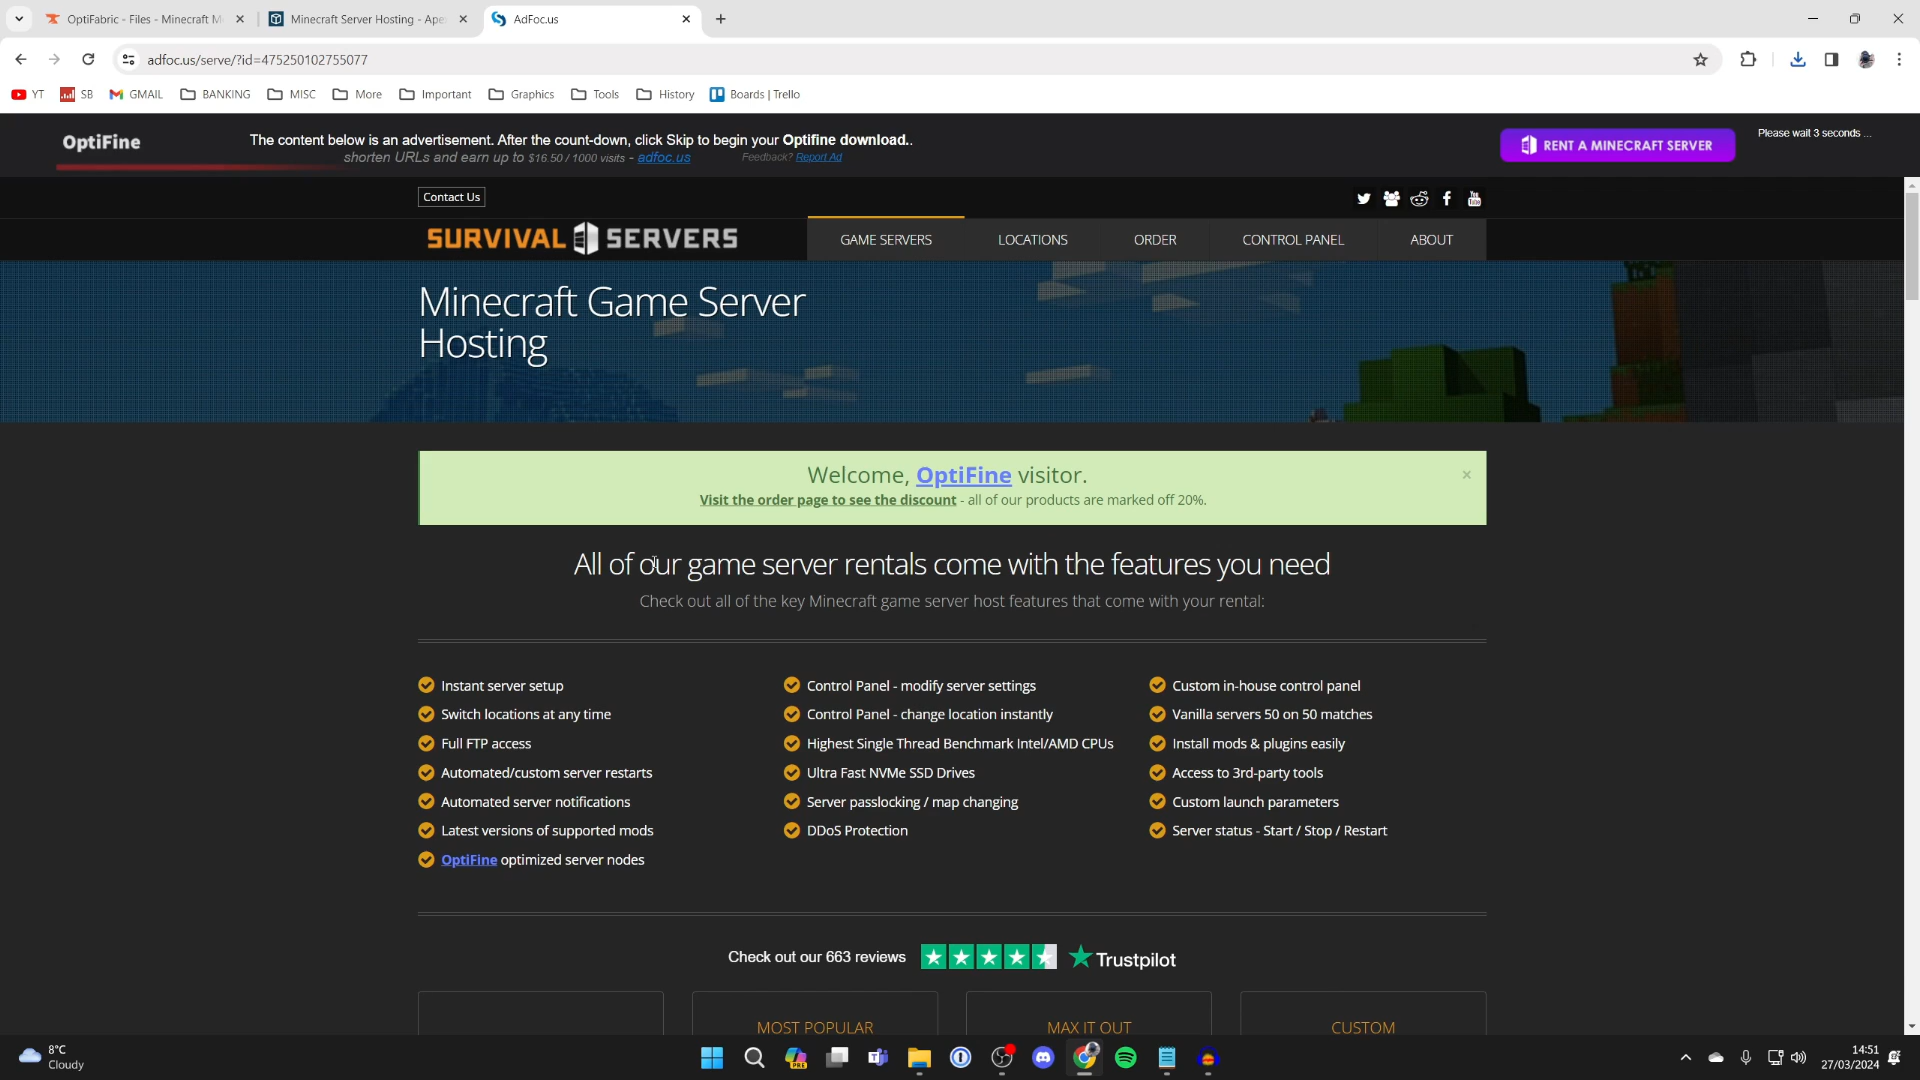 OptiFabric - Files - Minecraft M
Minecraft Server Hosting - Ape
AdFoc.us
adfoc.us/serve/?id=475250102755077
YT
SB
GMAIL
BANKING
MISC
More
Important
Graphics
Tools
History
Boards | Trello
OptiFine
The content below is an advertisement. After the count-down, click Skip to begin your Optifine download..
shorten URLs and earn up to $16.50 / 1000 visits - adfoc.us
Feedback? Report Ad
RENT A MINECRAFT SERVER
Please wait 3 seconds ...
Contact Us
SURVIVAL SERVERS
GAME SERVERS
LOCATIONS
ORDER
CONTROL PANEL
ABOUT
Minecraft Game Server
Hosting
Welcome, OptiFine visitor.
Visit the order page to see the discount - all of our products are marked off 20%.
All of our game server rentals come with the features you need
Check out all of the key Minecraft game server host features that come with your rental:
Instant server setup
Switch locations at any time
Full FTP access
Automated/custom server restarts
Automated server notifications
Latest versions of supported mods
OptiFine optimized server nodes
Control Panel - modify server settings
Control Panel - change location instantly
Highest Single Thread Benchmark Intel/AMD CPUs
Ultra Fast NVMe SSD Drives
Server passlocking / map changing
DDoS Protection
Custom in-house control panel
Vanilla servers 50 on 50 matches
Install mods & plugins easily
Access to 3rd-party tools
Custom launch parameters
Server status - Start / Stop / Restart
Check out our 663 reviews
Trustpilot
MOST POPULAR
MAX IT OUT
CUSTOM
8°C
Cloudy
14:51
27/03/2024